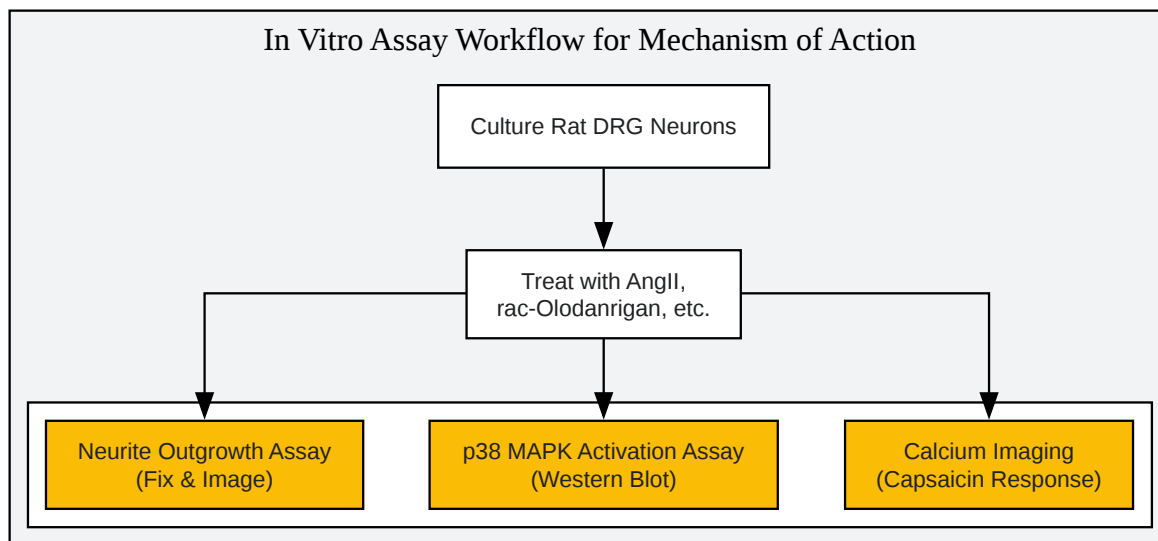 In Vitro Assay Workflow for Mechanism of Action
Culture Rat DRG Neurons
Treat with AngII,
rac-Olodanrigan, etc.
Neurite Outgrowth Assay
(Fix & Image)
p38 MAPK Activation Assay
(Western Blot)
Calcium Imaging
(Capsaicin Response)